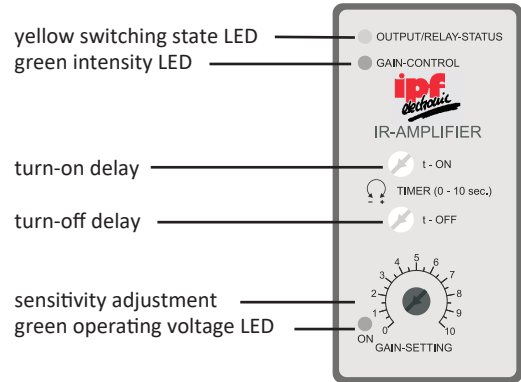 yellow switching state LED
OUTPUT/RELAY-STATUS
green intensity LED
GAIN-CONTROL
ipf
electronic
IR-AMPLIFIER
turn-on delay
t - ON
- +
TIMER (0 - 10 sec.)
turn-off delay
t - OFF
0 1 2 3 4 5 6 7 8 9 10
sensitivity adjustment
green operating voltage LED
ON
GAIN-SETTING